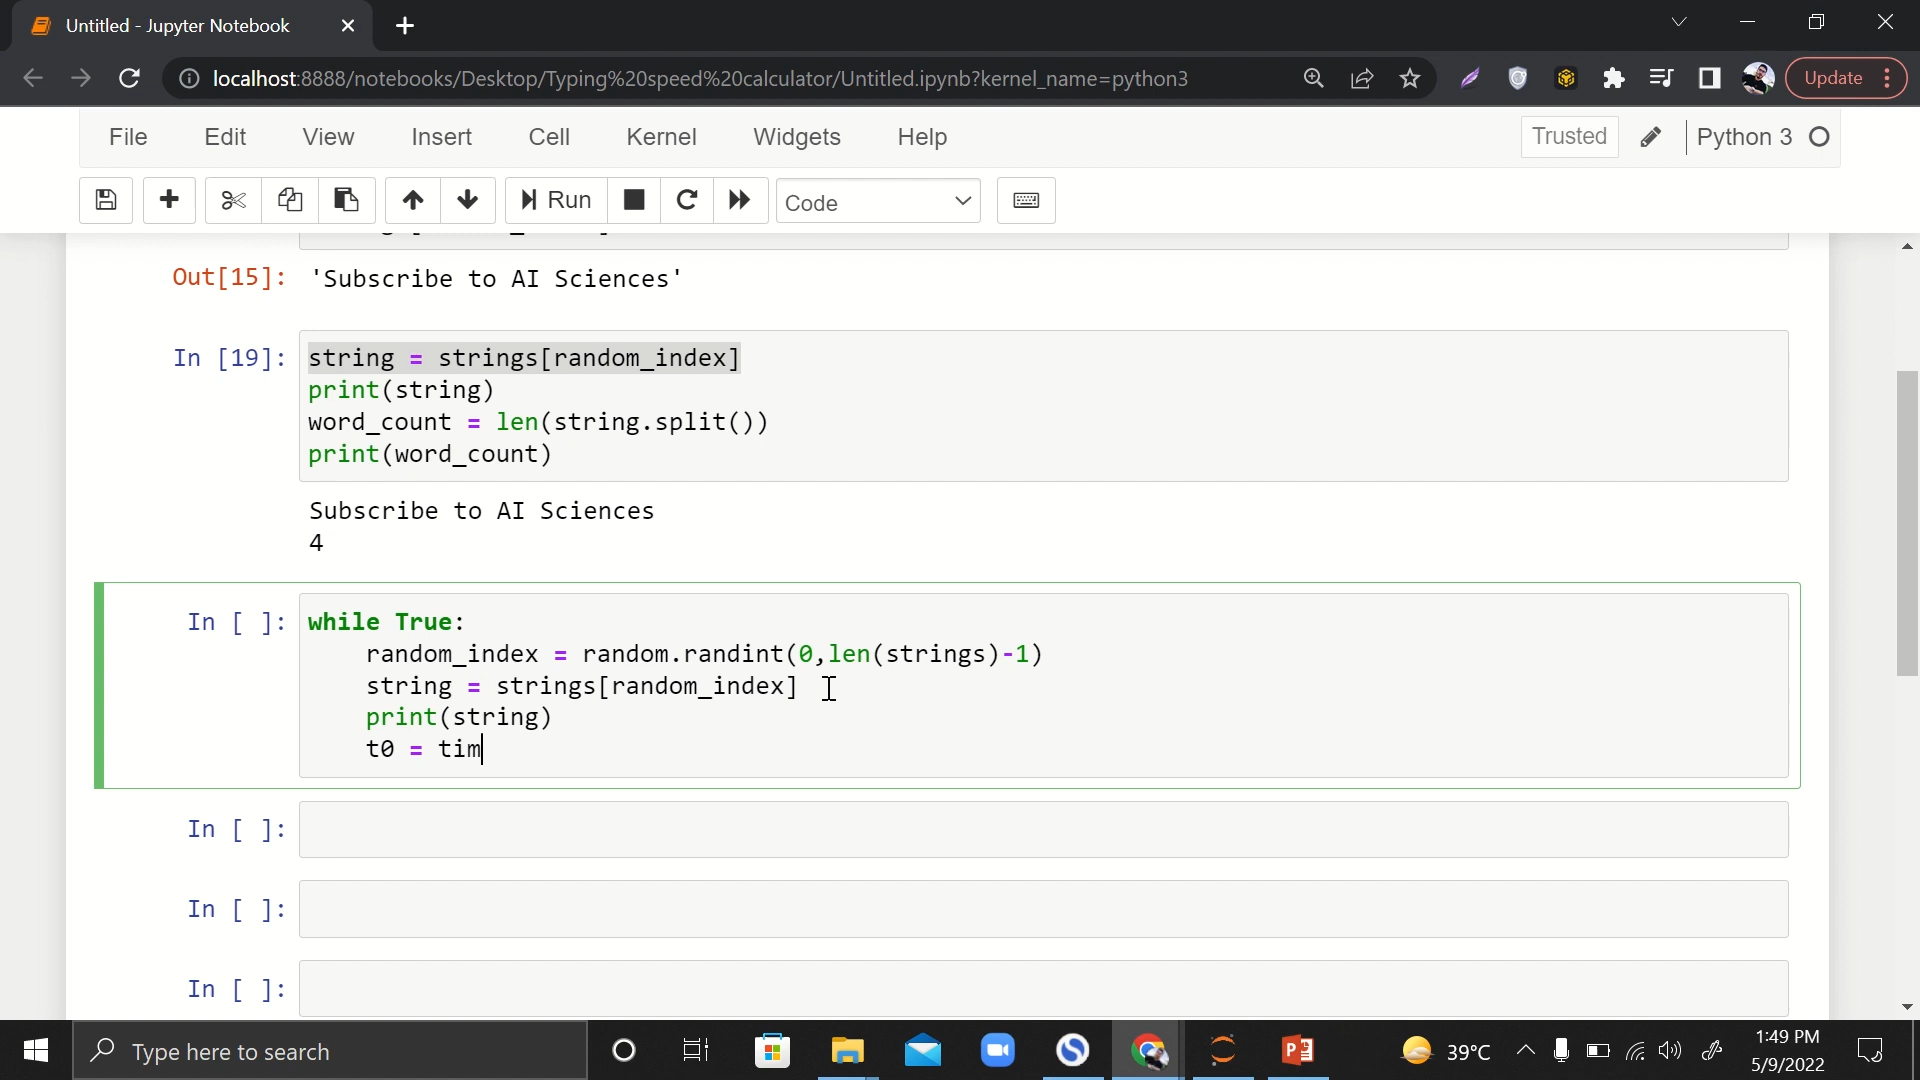 Untitled - Jupyter Notebook
localhost:8888/notebooks/Desktop/Typing%20speed%20calculator/Untitled.ipynb?kernel_name=python3
Update
File Edit View Insert Cell Kernel Widgets Help
Trusted Python 3
Run Code
Out[15]: 'Subscribe to AI Sciences'
In [19]: string = strings[random_index]
print(string)
word_count = len(string.split())
print(word_count)
Subscribe to AI Sciences
4
In [ ]: while True:
random_index = random.randint(0,len(strings)-1)
string = strings[random_index]
print(string)
t0 = tim
In [ ]:
In [ ]:
In [ ]:
Type here to search
39°C
1:49 PM
5/9/2022